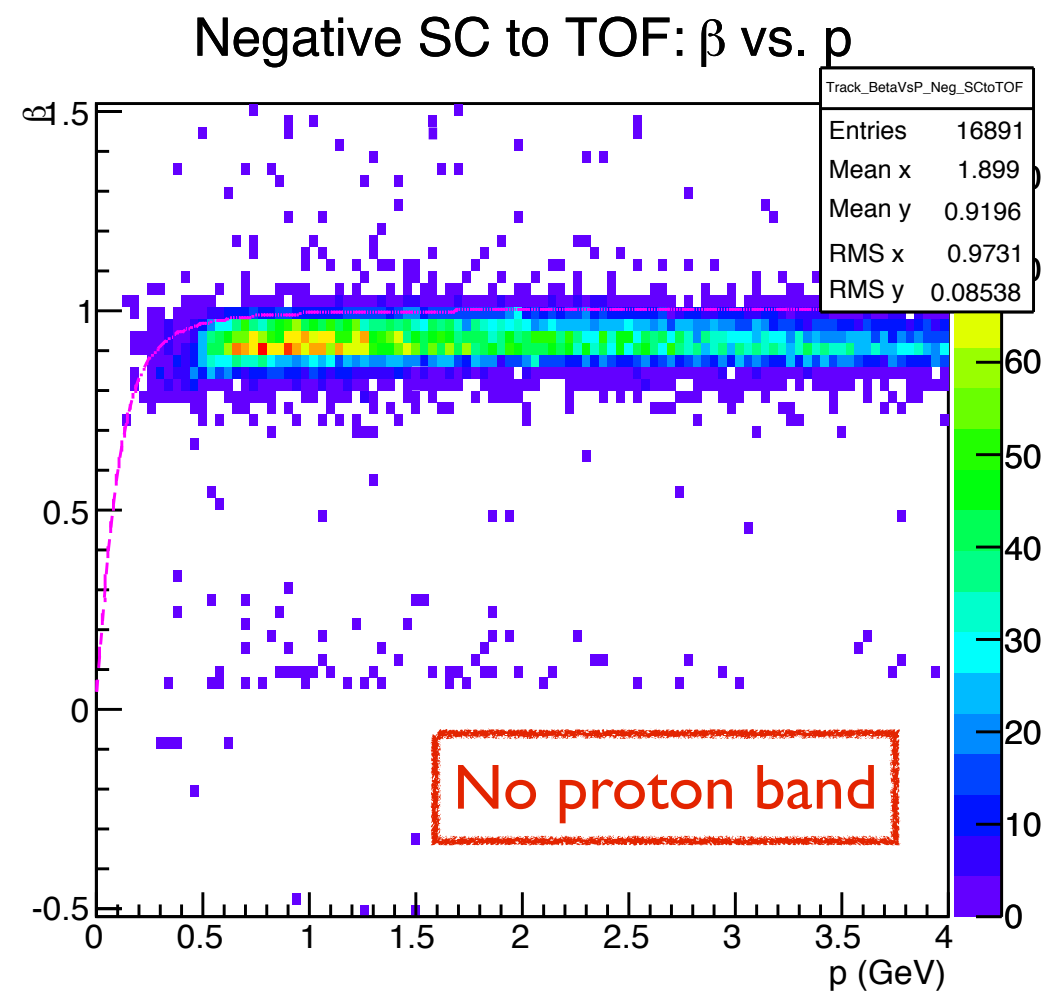 Negative SC to TOF: β vs. p
Track_BetaVsP_Neg_SCtoTOF
Entries 16891
Mean x 1.899
Mean y 0.9196
RMS x 0.9731
RMS y 0.08538
β
1.5
1
0.5
0
-0.5
60
50
40
30
20
10
0
No proton band
0 0.5 1 1.5 2 2.5 3 3.5 4
p (GeV)